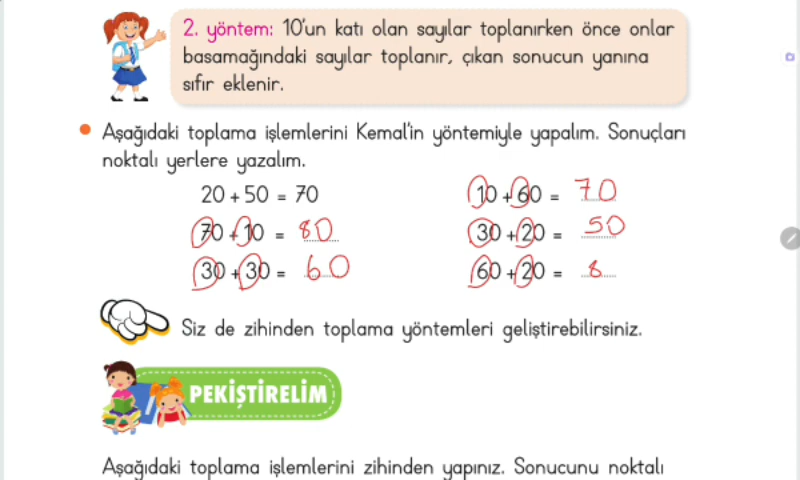 2. yöntem: 10'un katı olan sayılar toplanırken önce onlar
basamağındaki sayılar toplanır, çıkan sonucun yanına
sıfır eklenir.
Aşağıdaki toplama işlemlerini Kemal'in yöntemiyle yapalım. Sonuçları
noktalı yerlere yazalım.
20 + 50 = 70
10 + 60 = 70
70 + 10 = 80
30 + 20 = 50
30 + 30 = 60
60 + 20 = 8
Siz de zihinden toplama yöntemleri geliştirebilirsiniz.
PEKİŞTİRELİM
Aşağıdaki toplama işlemlerini zihinden yapınız. Sonucunu noktalı